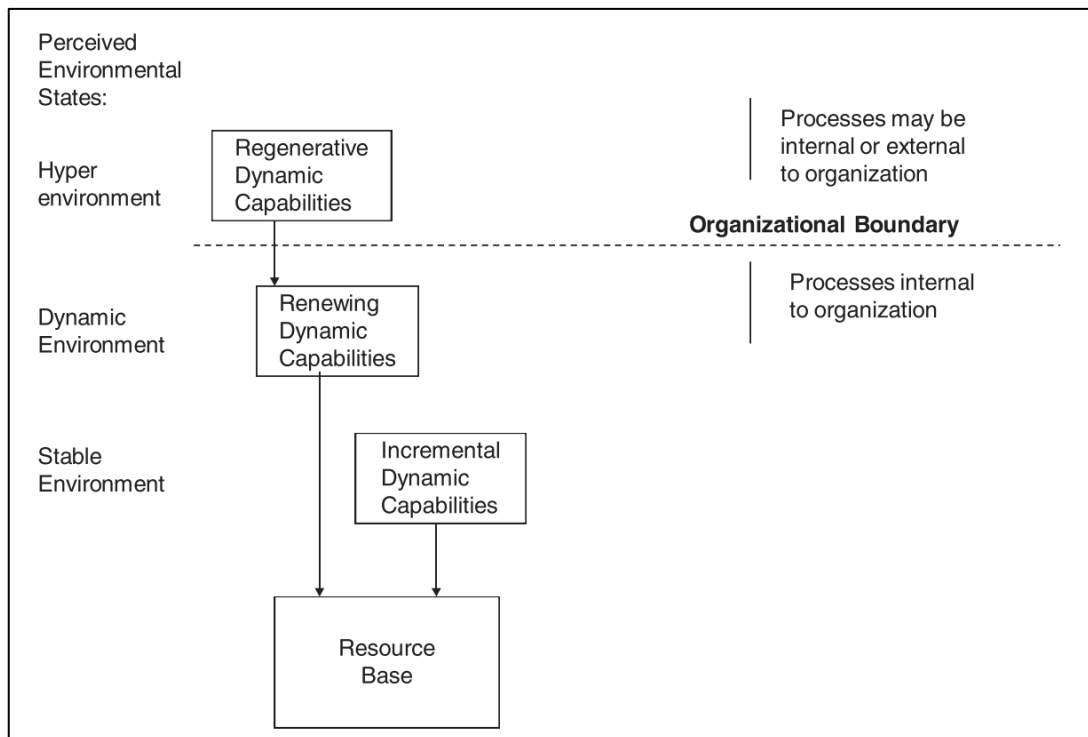 Perceived
Environmental
States:
Hyper
environment
Regenerative
Dynamic
Capabilities
Processes may be
internal or external
to organization
Organizational Boundary
Dynamic
Environment
Renewing
Dynamic
Capabilities
Processes internal
to organization
Stable
Environment
Incremental
Dynamic
Capabilities
Resource
Base